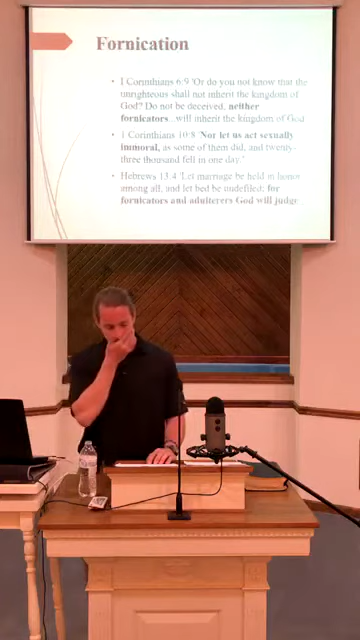 Fornication
• 1 Corinthians 6:9 'Or do you not know that the
unrighteous shall not inherit the kingdom of
God? Do not be deceived, neither
fornicators...will inherit the kingdom of God
• 1 Corinthians 10:8 'Nor let us act sexually
immoral, as some of them did, and twenty-
three thousand fell in one day.'
• Hebrews 13:4 'Let marriage be held in honor
among all, and let bed be undefiled; for
fornicators and adulterers God will judge